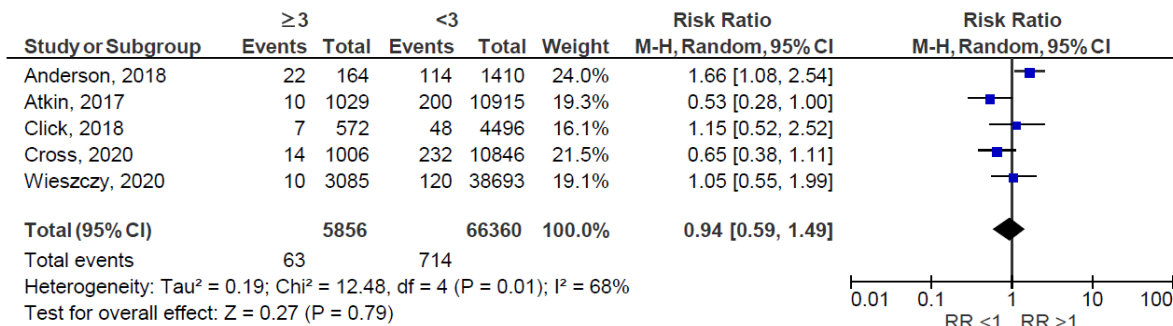 ≥3 <3 Risk Ratio Risk Ratio
Study or Subgroup Events Total Events Total Weight M-H, Random, 95% CI M-H, Random, 95% CI
Anderson, 2018 22 164 114 1410 24.0% 1.66 [1.08, 2.54]
Atkin, 2017 10 1029 200 10915 19.3% 0.53 [0.28, 1.00]
Click, 2018 7 572 48 4496 16.1% 1.15 [0.52, 2.52]
Cross, 2020 14 1006 232 10846 21.5% 0.65 [0.38, 1.11]
Wieszczy, 2020 10 3085 120 38693 19.1% 1.05 [0.55, 1.99]
Total (95% CI) 5856 66360 100.0% 0.94 [0.59, 1.49]
Total events 63 714
Heterogeneity: Tau² = 0.19; Chi² = 12.48, df = 4 (P = 0.01); I² = 68%
Test for overall effect: Z = 0.27 (P = 0.79)
0.01 0.1 1 10 100
RR <1 RR >1